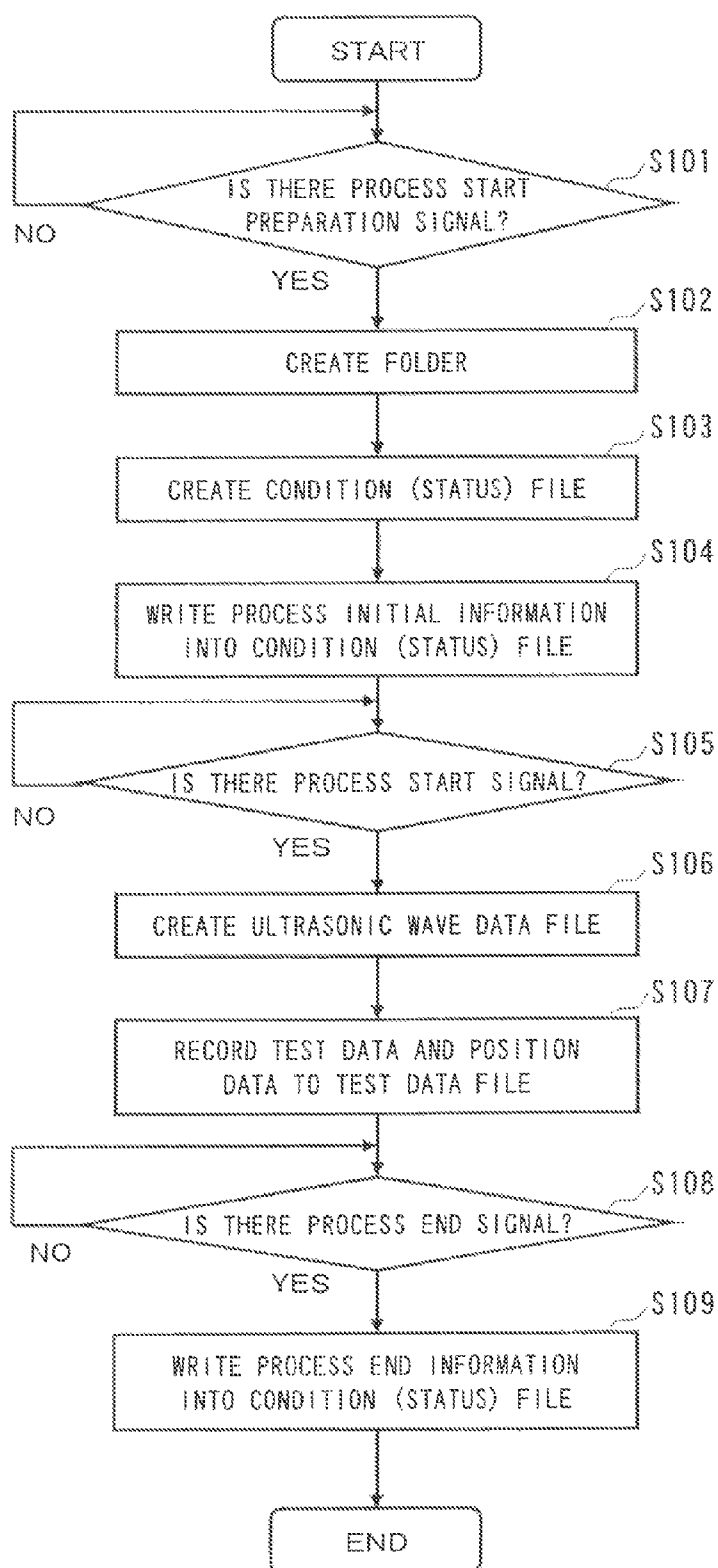 START
S101
IS THERE PROCESS START
PREPARATION SIGNAL?
NO
YES
S102
CREATE FOLDER
S103
CREATE CONDITION (STATUS) FILE
S104
WRITE PROCESS INITIAL INFORMATION
INTO CONDITION (STATUS) FILE
S105
IS THERE PROCESS START SIGNAL?
NO
YES
S106
CREATE ULTRASONIC WAVE DATA FILE
S107
RECORD TEST DATA AND POSITION
DATA TO TEST DATA FILE
S108
IS THERE PROCESS END SIGNAL?
NO
YES
S109
WRITE PROCESS END INFORMATION
INTO CONDITION (STATUS) FILE
END